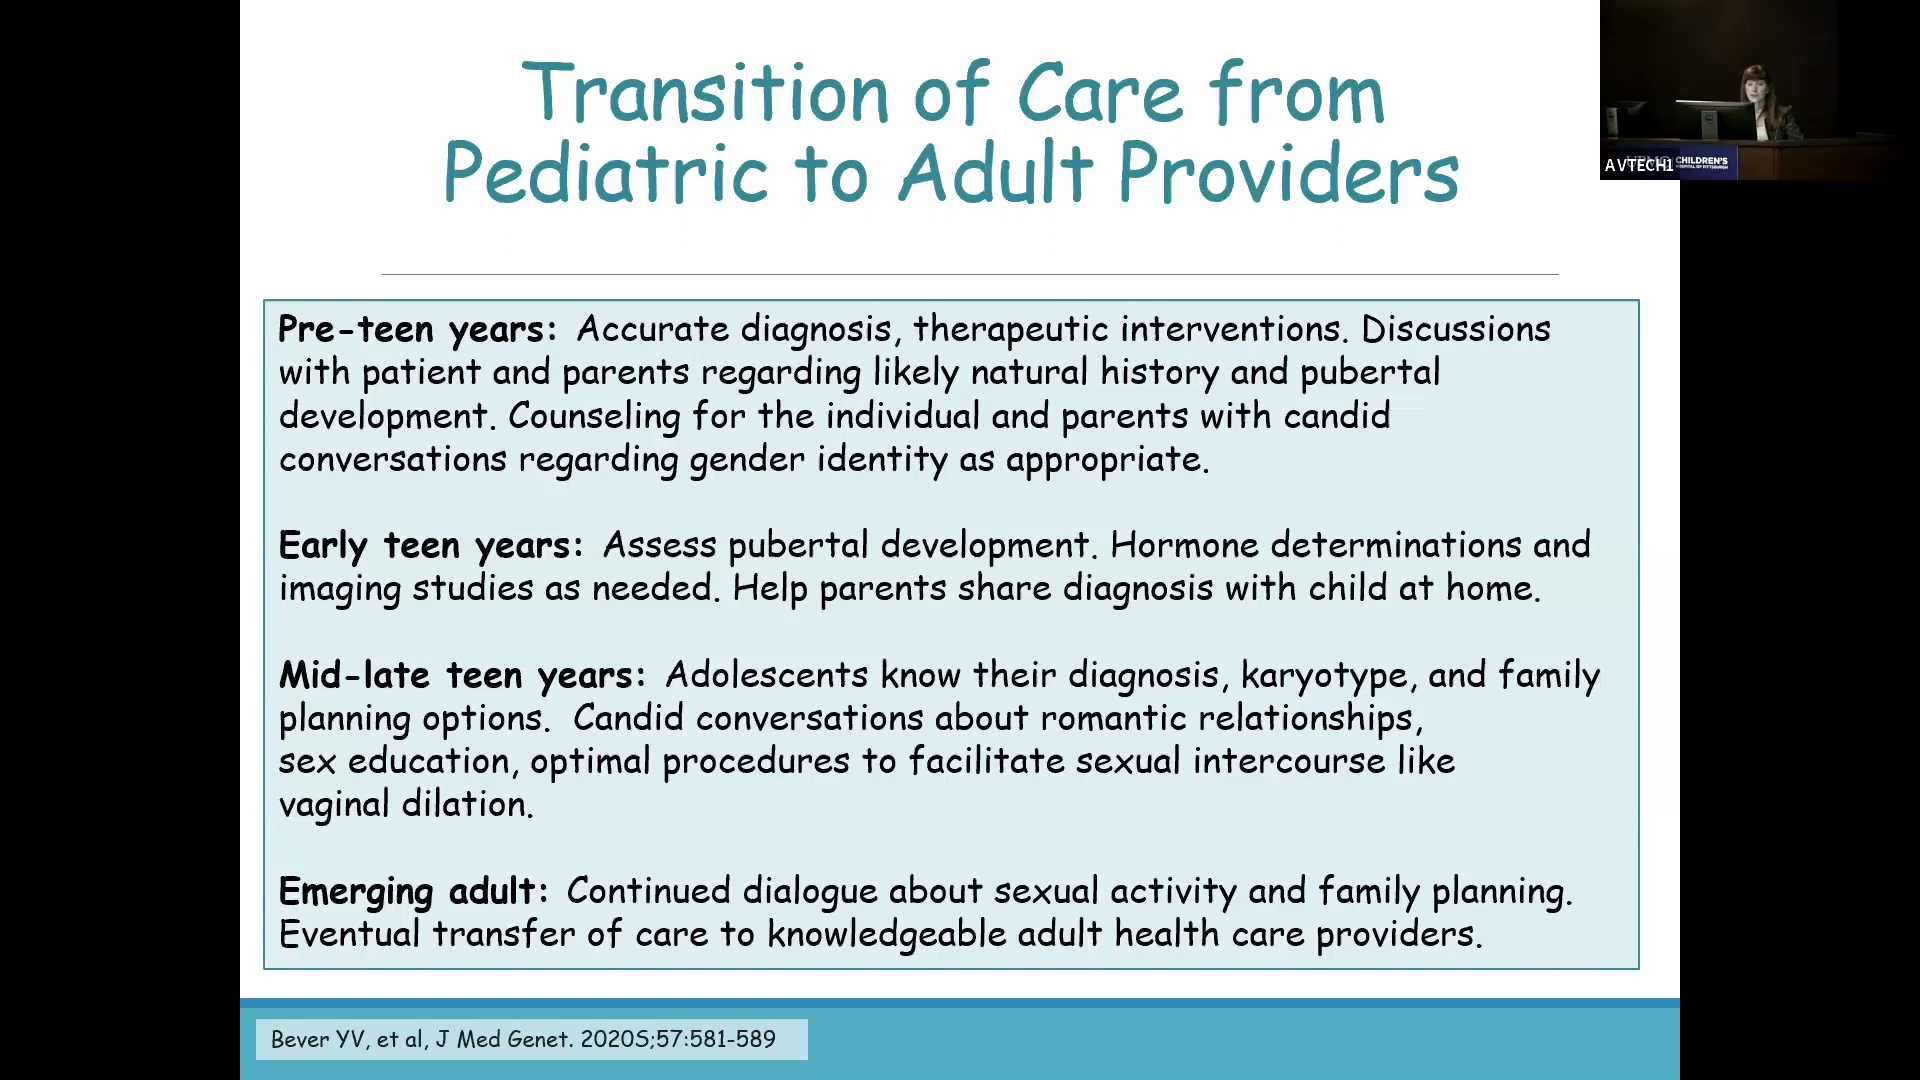 Transition of Care from
Pediatric to Adult Providers
AVTECH1
CHILDREN'S
HOSPITAL OF PITTSBURGH
Pre-teen years: Accurate diagnosis, therapeutic interventions. Discussions
with patient and parents regarding likely natural history and pubertal
development. Counseling for the individual and parents with candid
conversations regarding gender identity as appropriate.
Early teen years: Assess pubertal development. Hormone determinations and
imaging studies as needed. Help parents share diagnosis with child at home.
Mid-late teen years: Adolescents know their diagnosis, karyotype, and family
planning options. Candid conversations about romantic relationships,
sex education, optimal procedures to facilitate sexual intercourse like
vaginal dilation.
Emerging adult: Continued dialogue about sexual activity and family planning.
Eventual transfer of care to knowledgeable adult health care providers.
Bever YV, et al, J Med Genet. 2020S;57:581-589